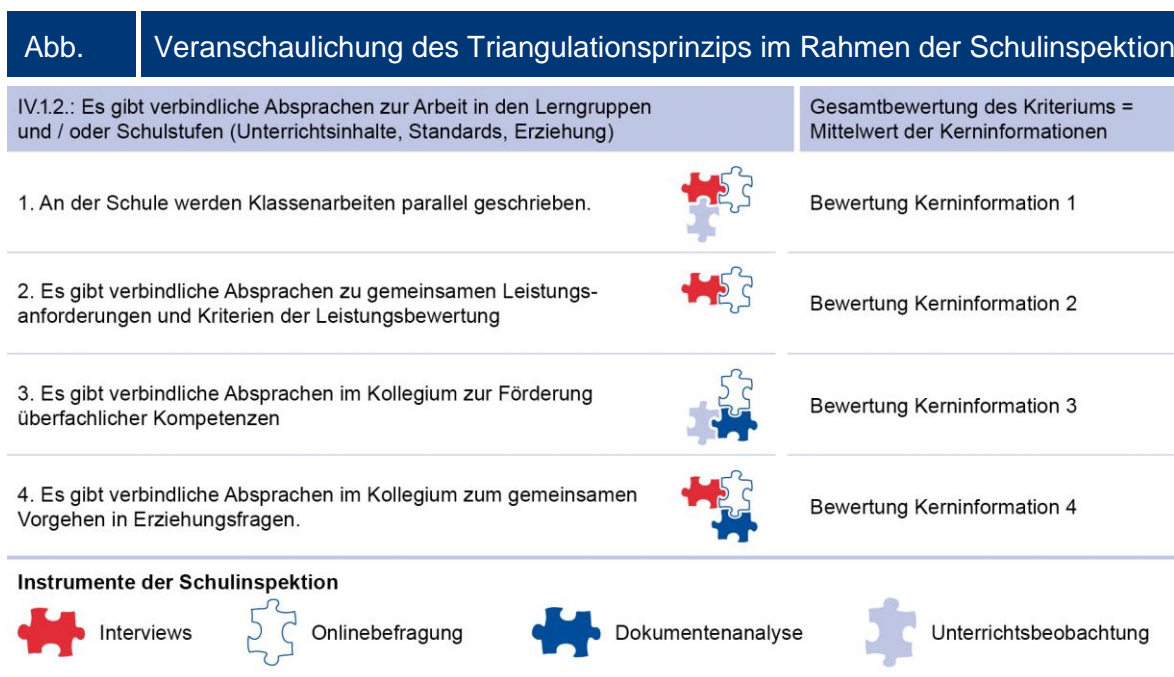 Abb. Veranschaulichung des Triangulationsprinzips im Rahmen der Schulinspektion
IV.1.2.: Es gibt verbindliche Absprachen zur Arbeit in den Lerngruppen
und / oder Schulstufen (Unterrichtsinhalte, Standards, Erziehung)
Gesamtbewertung des Kriteriums =
Mittelwert der Kerninformationen
1. An der Schule werden Klassenarbeiten parallel geschrieben.
Bewertung Kerninformation 1
2. Es gibt verbindliche Absprachen zu gemeinsamen Leistungs-
anforderungen und Kriterien der Leistungsbewertung
Bewertung Kerninformation 2
3. Es gibt verbindliche Absprachen im Kollegium zur Förderung
überfachlicher Kompetenzen
Bewertung Kerninformation 3
4. Es gibt verbindliche Absprachen im Kollegium zum gemeinsamen
Vorgehen in Erziehungsfragen.
Bewertung Kerninformation 4
Instrumente der Schulinspektion
Interviews
Onlinebefragung
Dokumentenanalyse
Unterrichtsbeobachtung